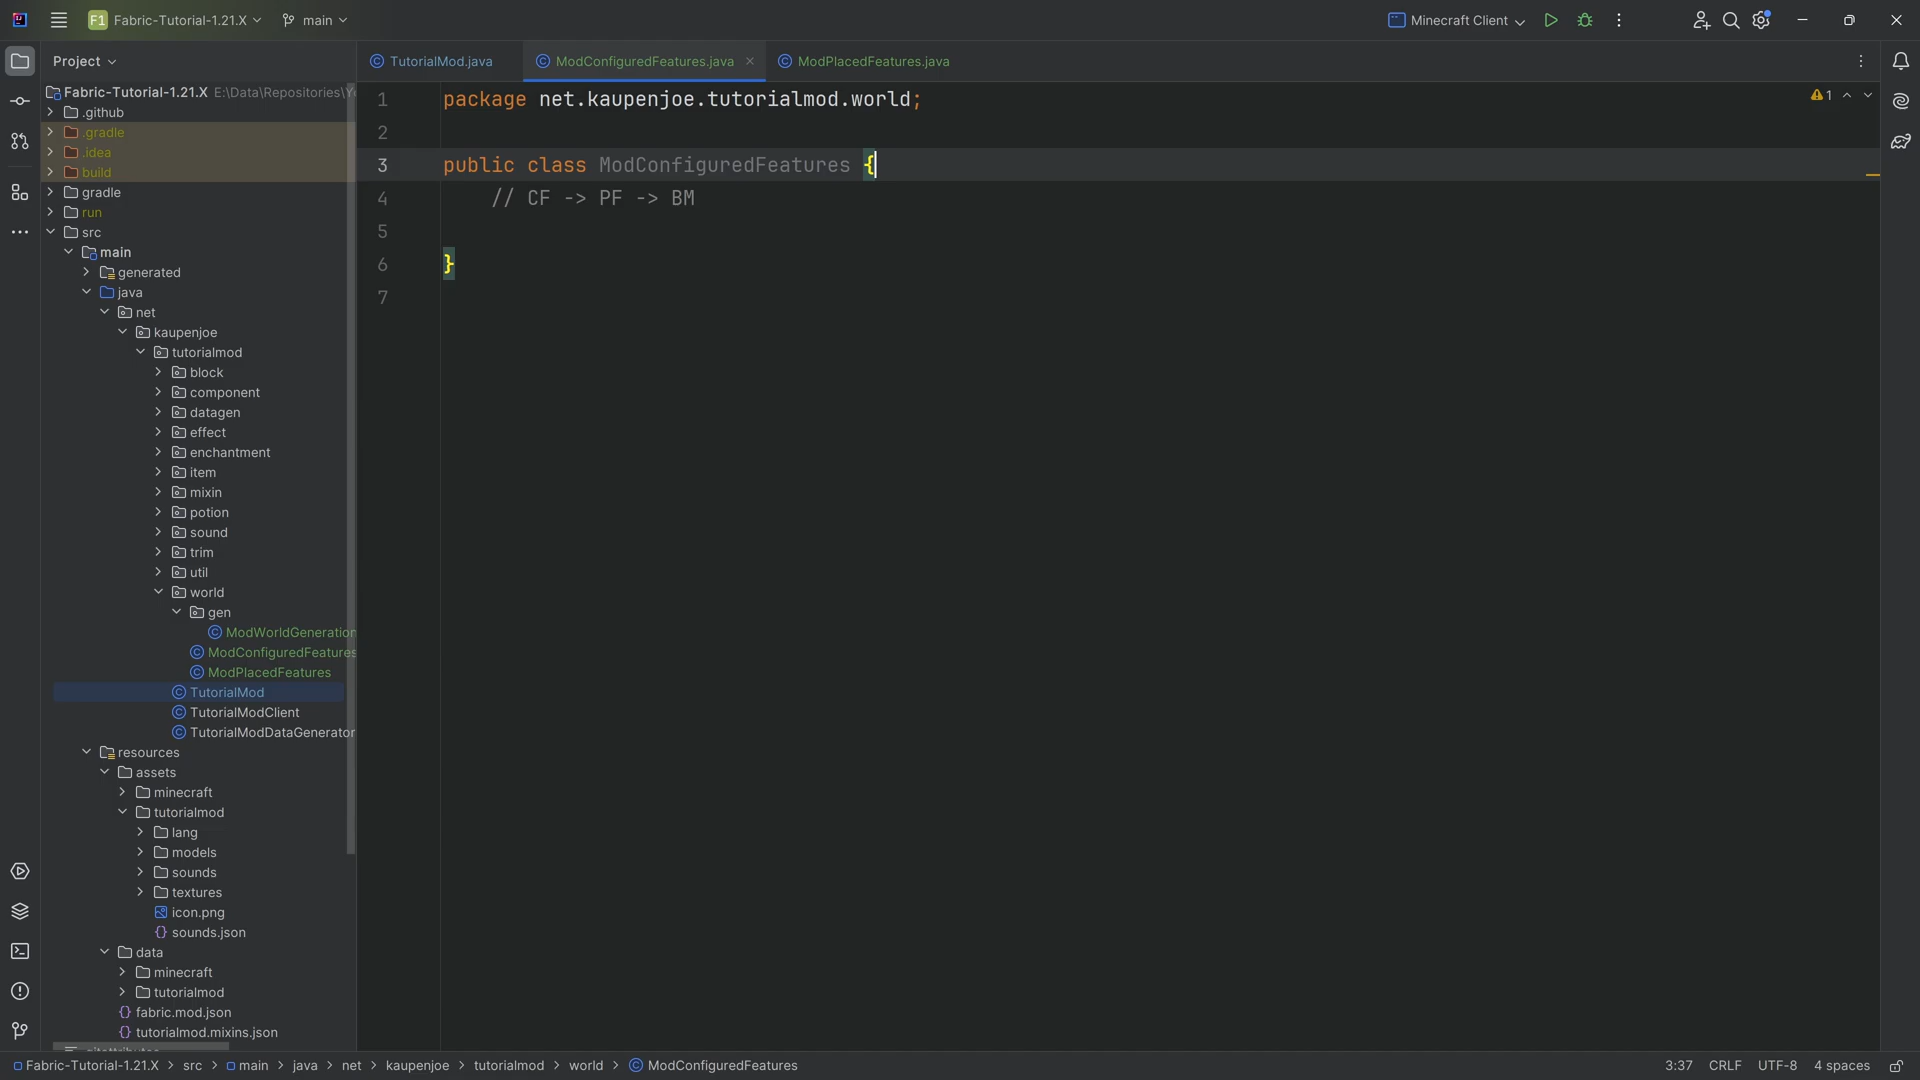 F1 Fabric-Tutorial-1.21.X main Minecraft Client
Project
TutorialMod.java ModConfiguredFeatures.java ModPlacedFeatures.java
Fabric-Tutorial-1.21.X E:\Data\Repositories\Y
.github
.gradle
.idea
build
gradle
run
src
main
generated
java
net
kaupenjoe
tutorialmod
block
component
datagen
effect
enchantment
item
mixin
potion
sound
trim
util
world
gen
ModWorldGeneration
ModConfiguredFeatures
ModPlacedFeatures
TutorialMod
TutorialModClient
TutorialModDataGenerator
resources
assets
minecraft
tutorialmod
lang
models
sounds
textures
icon.png
sounds.json
data
minecraft
tutorialmod
fabric.mod.json
tutorialmod.mixins.json
1 package net.kaupenjoe.tutorialmod.world;
2
3 public class ModConfiguredFeatures {
4 // CF -> PF -> BM
5
6 }
7
1
Fabric-Tutorial-1.21.X > src > main > java > net > kaupenjoe > tutorialmod > world > ModConfiguredFeatures
3:37 CRLF UTF-8 4 spaces